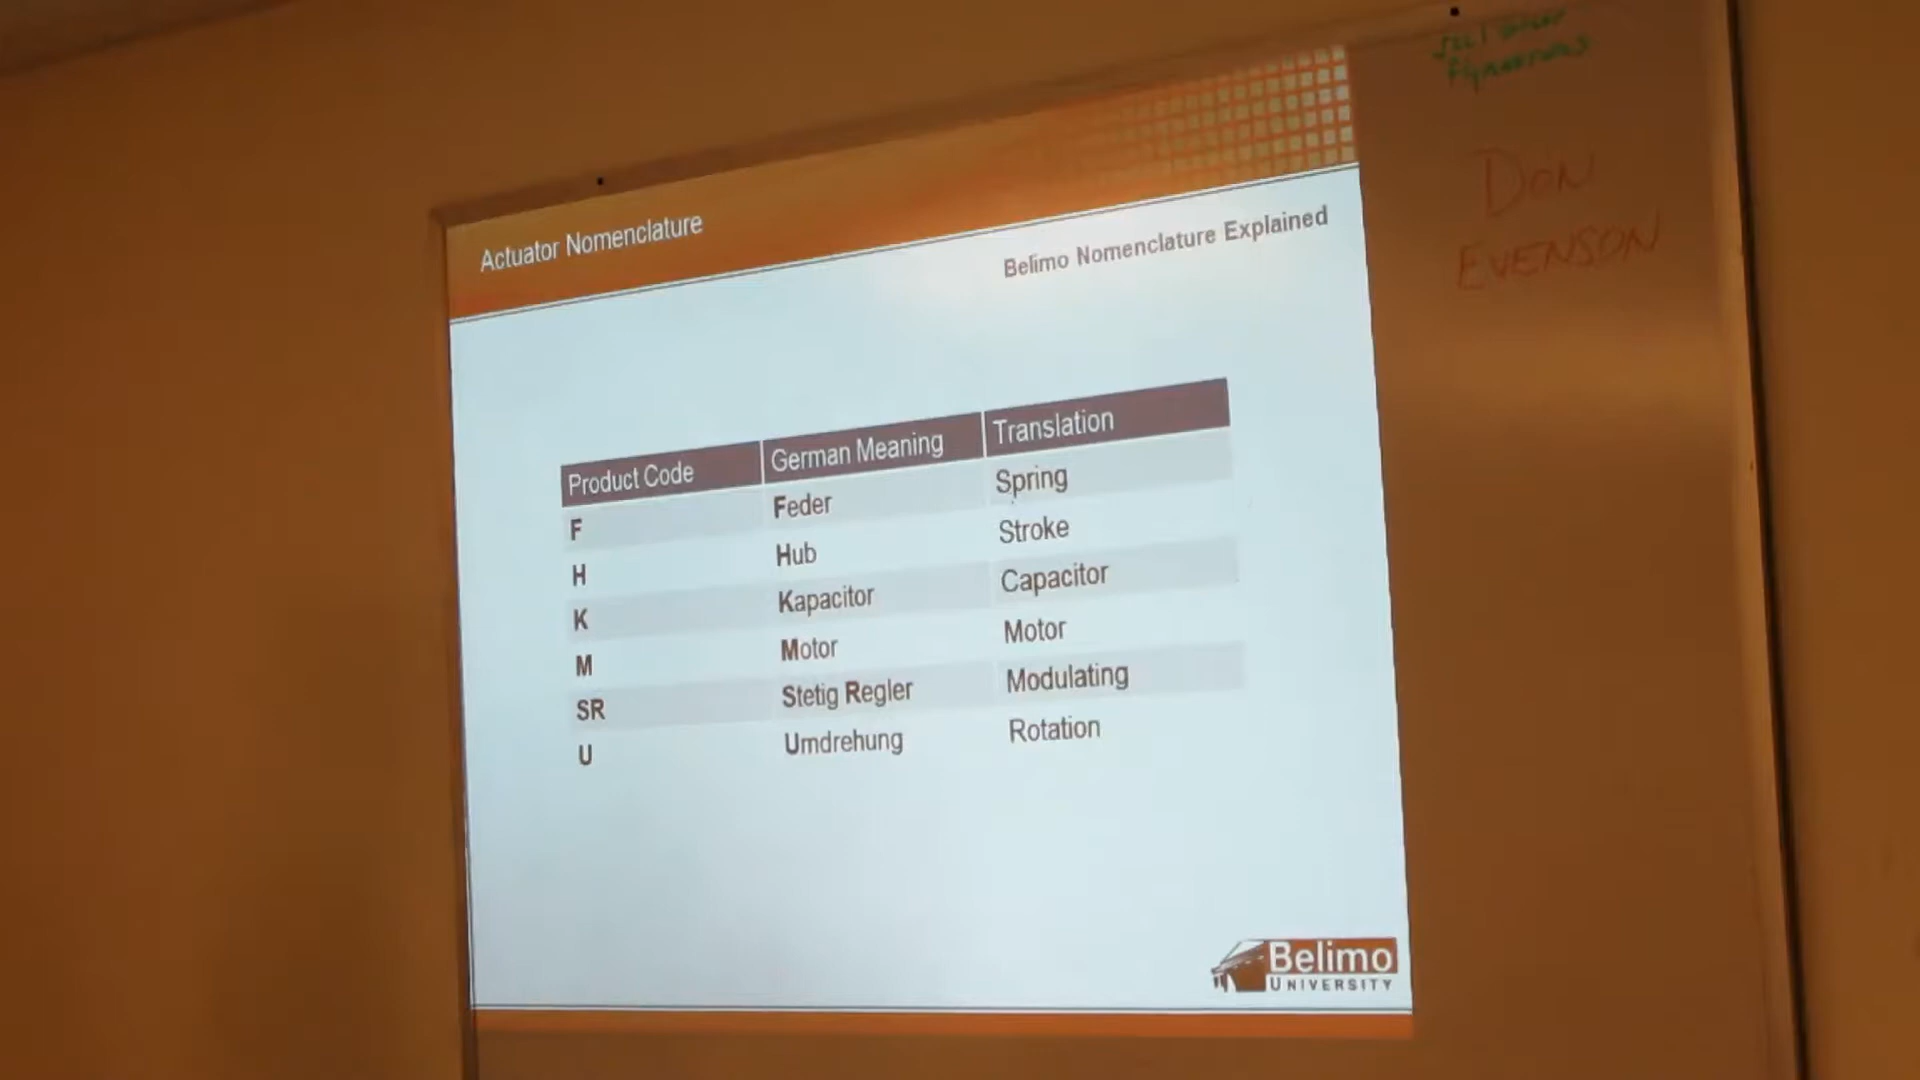 Actuator Nomenclature
Belimo Nomenclature Explained
Product Code German Meaning Translation
F Feder Spring
H Hub Stroke
K Kapacitor Capacitor
M Motor Motor
SR Stetig Regler Modulating
U Umdrehung Rotation
Belimo
UNIVERSITY
DON
EVENSON